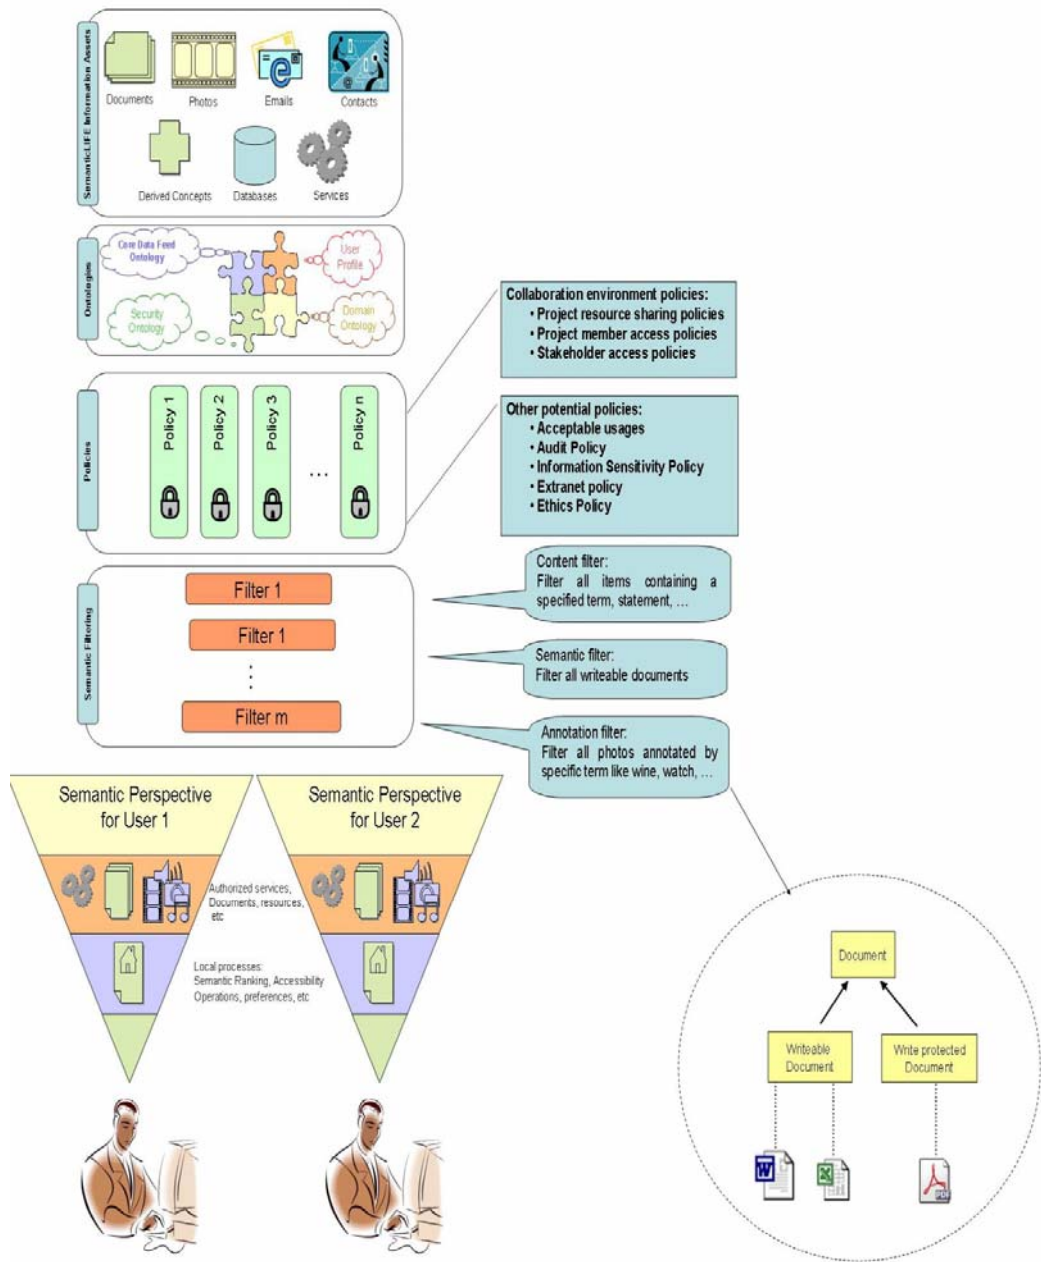 SemanticLIFE Information Assets
Documents
Photos
Emails
Contacts
Derived Concepts
Databases
Services
Ontologies
Core Data Feed
Ontology
User
Profile
Security
Ontology
Domain
Ontology
Policies
Policy 1
Policy 2
Policy 3
...
Policy n
Collaboration environment policies:
• Project resource sharing policies
• Project member access policies
• Stakeholder access policies
Other potential policies:
• Acceptable usages
• Audit Policy
• Information Sensitivity Policy
• Extranet policy
• Ethics Policy
Semantic Filtering
Filter 1
Filter 1
Filter m
Content filter:
Filter all items containing a
specified term, statement, ...
Semantic filter:
Filter all writeable documents
Annotation filter:
Filter all photos annotated by
specific term like wine, watch, ...
Semantic Perspective
for User 1
Semantic Perspective
for User 2
Authorized services,
Documents, resources,
etc
Local processes:
Semantic Ranking, Accessibility
Operations, preferences, etc
Document
Writeable
Document
Write protected
Document
W
X
PDF